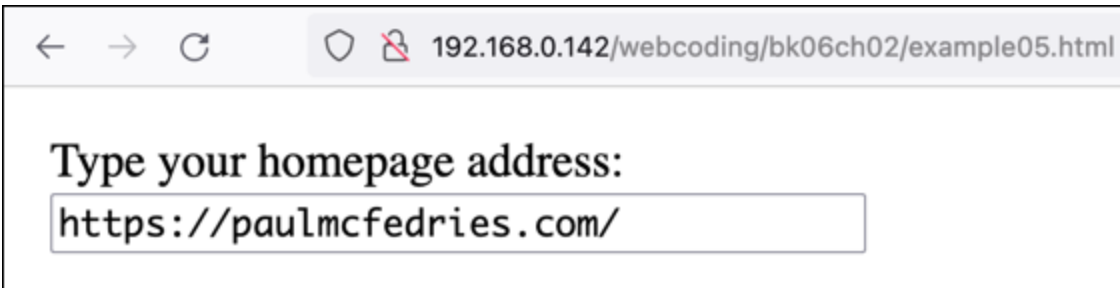 192.168.0.142/webcoding/bk06ch02/example05.html
Type your homepage address:
https://paulmcfedries.com/